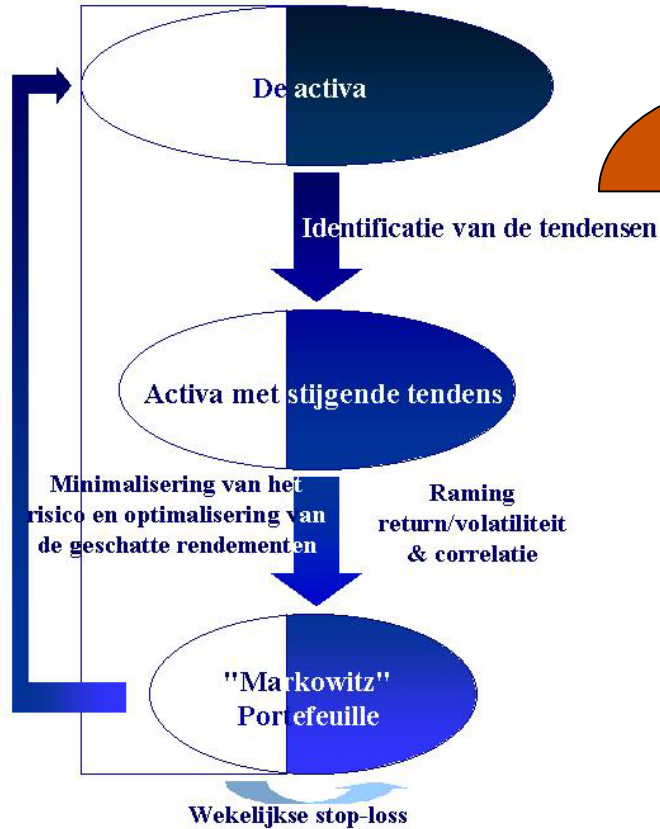 De activa
Identificatie van de tendensen
Activa met stijgende tendens
Minimalisering van het
risico en optimalisering van
de geschatte rendementen
Raming
return/volatiliteit
& correlatie
"Markowitz"
Portefeuille
Wekelijkse stop-loss